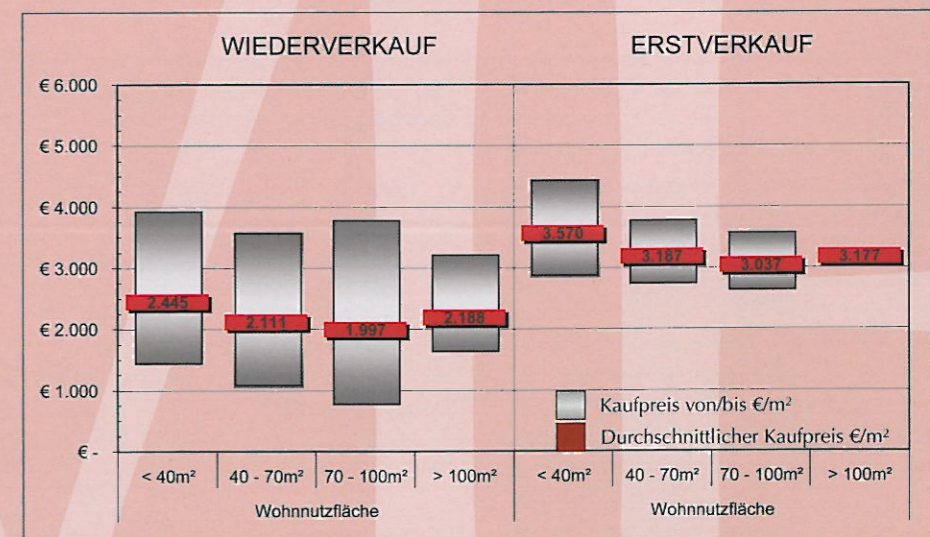 WIEDERVERKAUF ERSTVERKAUF
€ 6.000
€ 5.000
€ 4.000
€ 3.000
€ 2.000
€ 1.000
€ -
2.445 2.111 1.997 2.188 3.570 3.187 3.037 3.177
Kaufpreis von/bis €/m²
Durchschnittlicher Kaufpreis €/m²
< 40m² 40 - 70m² 70 - 100m² > 100m² < 40m² 40 - 70m² 70 - 100m² > 100m²
Wohnnutzfläche Wohnnutzfläche